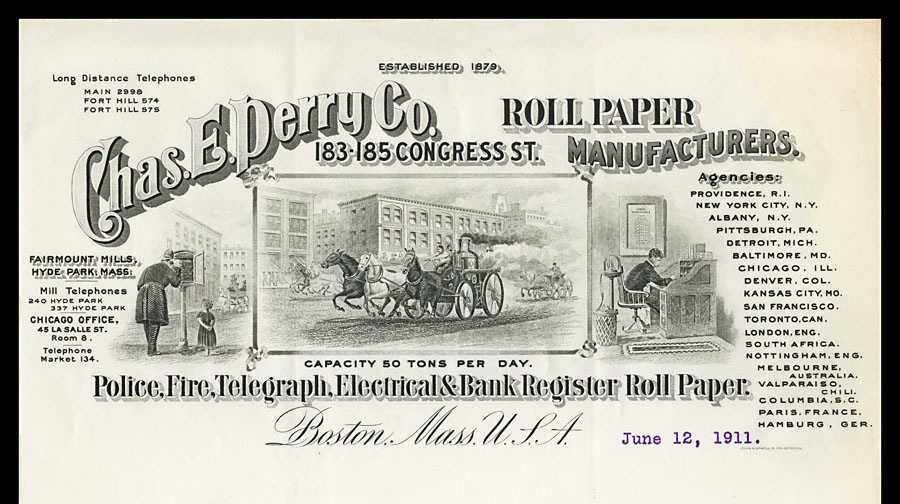 ESTABLISHED 1879.
Long Distance Telephones
MAIN 2998
FORT HILL 574
FORT HILL 575
Chas. E. Perry Co.
183-185 CONGRESS ST.
ROLL PAPER
MANUFACTURERS.
FAIRMOUNT MILLS,
HYDE PARK, MASS.
Mill Telephones
240 HYDE PARK
337 HYDE PARK
CHICAGO OFFICE,
45 LA SALLE ST.
Room 8.
Telephone
Market 134.
Agencies:
PROVIDENCE, R.I.
NEW YORK CITY, N.Y.
ALBANY, N.Y.
PITTSBURGH, PA.
DETROIT, MICH.
BALTIMORE, MD.
CHICAGO, ILL.
DENVER, COL.
KANSAS CITY, MO.
SAN FRANCISCO.
TORONTO, CAN.
LONDON, ENG.
SOUTH AFRICA.
NOTTINGHAM, ENG.
MELBOURNE,
AUSTRALIA.
VALPARAISO,
CHILI.
COLUMBIA, S.C.
PARIS, FRANCE.
HAMBURG, GER.
CAPACITY 50 TONS PER DAY.
Police, Fire, Telegraph, Electrical & Bank Register Roll Paper.
Boston, Mass. U.S.A.
June 12, 1911.